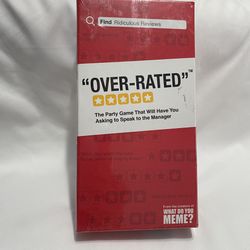 Find Ridiculous Reviews
“OVER-RATED”™
The Party Game That Will Have You
Asking to Speak to the Manager
From the creators of
WHAT DO YOU
MEME?